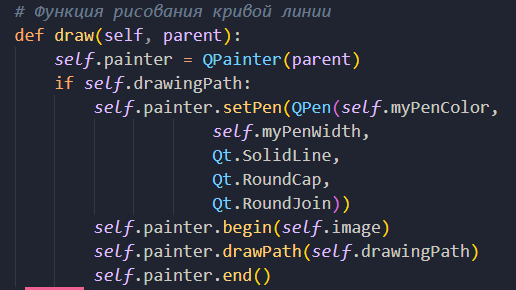 # Функция рисования кривой линии
def draw(self, parent):
    self.painter = QPainter(parent)
    if self.drawingPath:
        self.painter.setPen(QPen(self.myPenColor,
                    self.myPenWidth,
                    Qt.SolidLine,
                    Qt.RoundCap,
                    Qt.RoundJoin))
        self.painter.begin(self.image)
        self.painter.drawPath(self.drawingPath)
        self.painter.end()